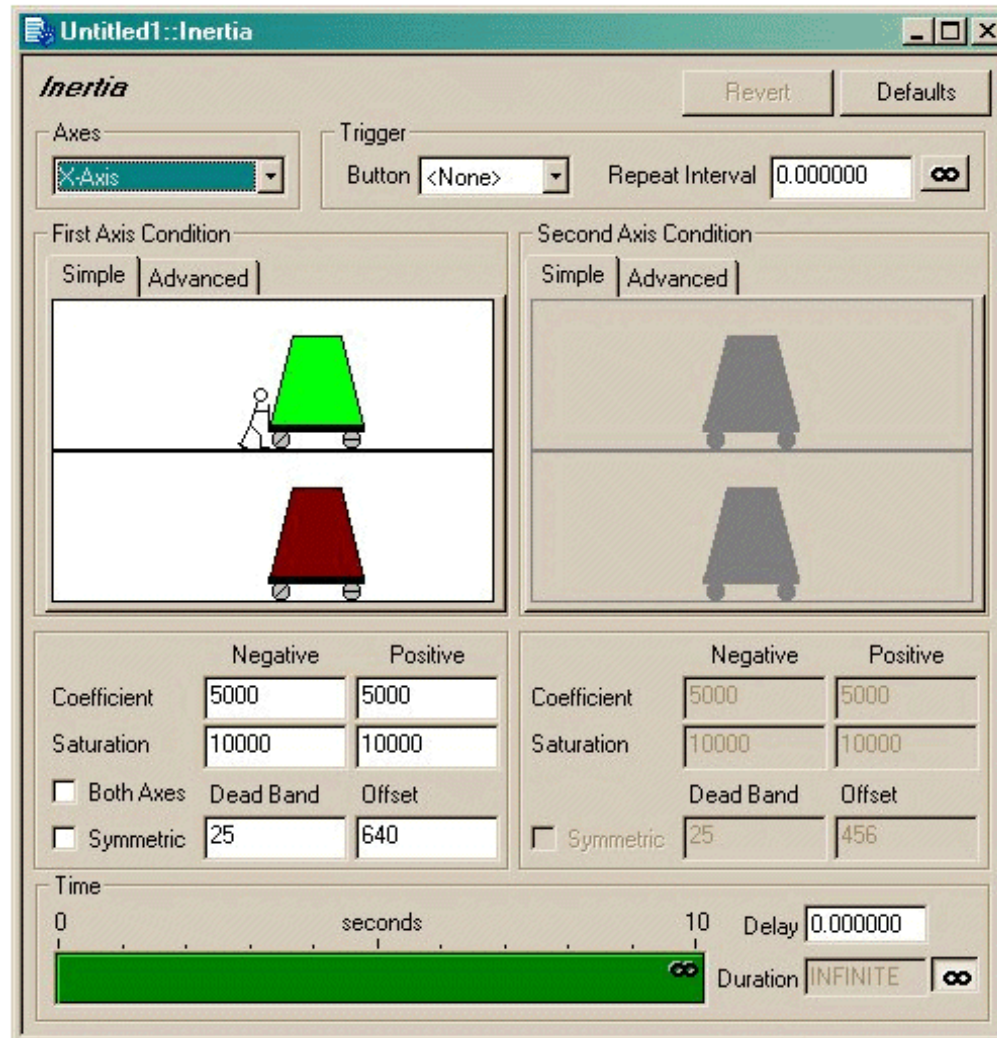 Untitled1::Inertia
Inertia
Revert Defaults
Axes
Trigger
X-Axis
Button <None> Repeat Interval 0.000000
First Axis Condition
Second Axis Condition
Simple Advanced
Simple Advanced
Negative Positive
Coefficient 5000 5000
Saturation 10000 10000
Both Axes Dead Band Offset
Symmetric 25 640
Negative Positive
Coefficient 5000 5000
Saturation 10000 10000
Dead Band Offset
Symmetric 25 456
Time
0 seconds 10
Delay 0.000000
Duration INFINITE